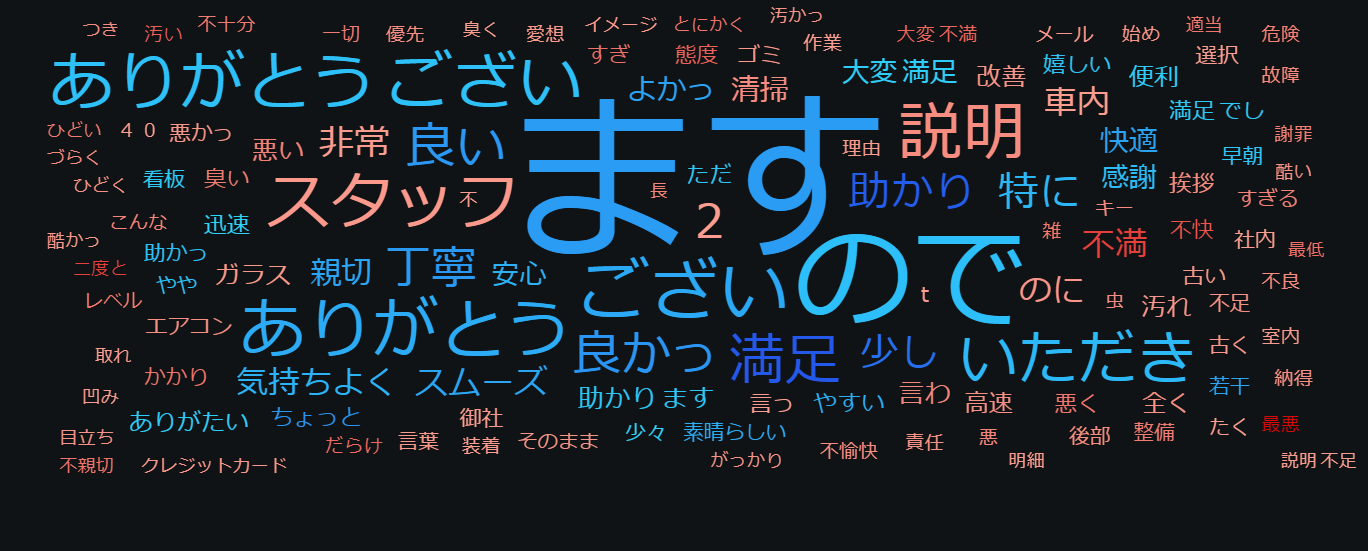 つき 汚い 不十分 一切 優先 臭く 愛想 イメージ とにかく 汚かっ 大変 不満 メール 始め 適当 危険
すぎ 態度 ゴミ 作業 選択
ありがとう ござい よかっ 清掃 大変 満足 改善 嬉しい 便利 故障
車内 満足 でし
ひどい ４０ 悪かっ 非常 良い ます 説明 快適 謝罪
づらく 悪い 理由 早朝
ひどく 看板 臭い スタッフ 不 長 ただ 助かり 特に 感謝 挨拶 酷い
こんな 迅速 ２ キー すぎる
酷かっ 助かっ 丁寧 ので 雑 不満 不快 社内 最低
二度と やや ガラス 親切 安心 ござい のに 古い 不良
レベル t 虫 汚れ 不足
エアコン ありがとう 良かっ 満足 少し いただき 古く 室内
取れ
かかり 気持ちよく スムーズ 若干 納得
凹み 助かり ます 言っ やすい 言わ 高速 悪く 全く
ありがたい ちょっと 御社 たく 最悪
目立ち だらけ 言葉 装着 そのまま 少々 素晴らしい 不愉快 責任 悪 後部 整備
不親切 クレジットカード がっかり 明細 説明 不足